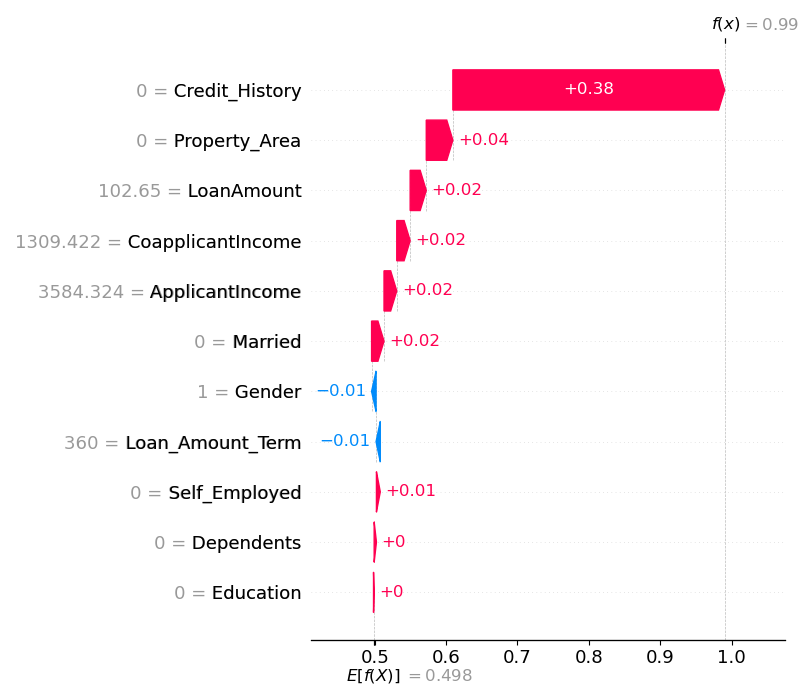 f(x) = 0.99
0 = Credit_History +0.38
0 = Property_Area +0.04
102.65 = LoanAmount +0.02
1309.422 = CoapplicantIncome +0.02
3584.324 = ApplicantIncome +0.02
0 = Married +0.02
1 = Gender −0.01
360 = Loan_Amount_Term −0.01
0 = Self_Employed +0.01
0 = Dependents +0
0 = Education +0
0.5 0.6 0.7 0.8 0.9 1.0
E[f(X)] = 0.498